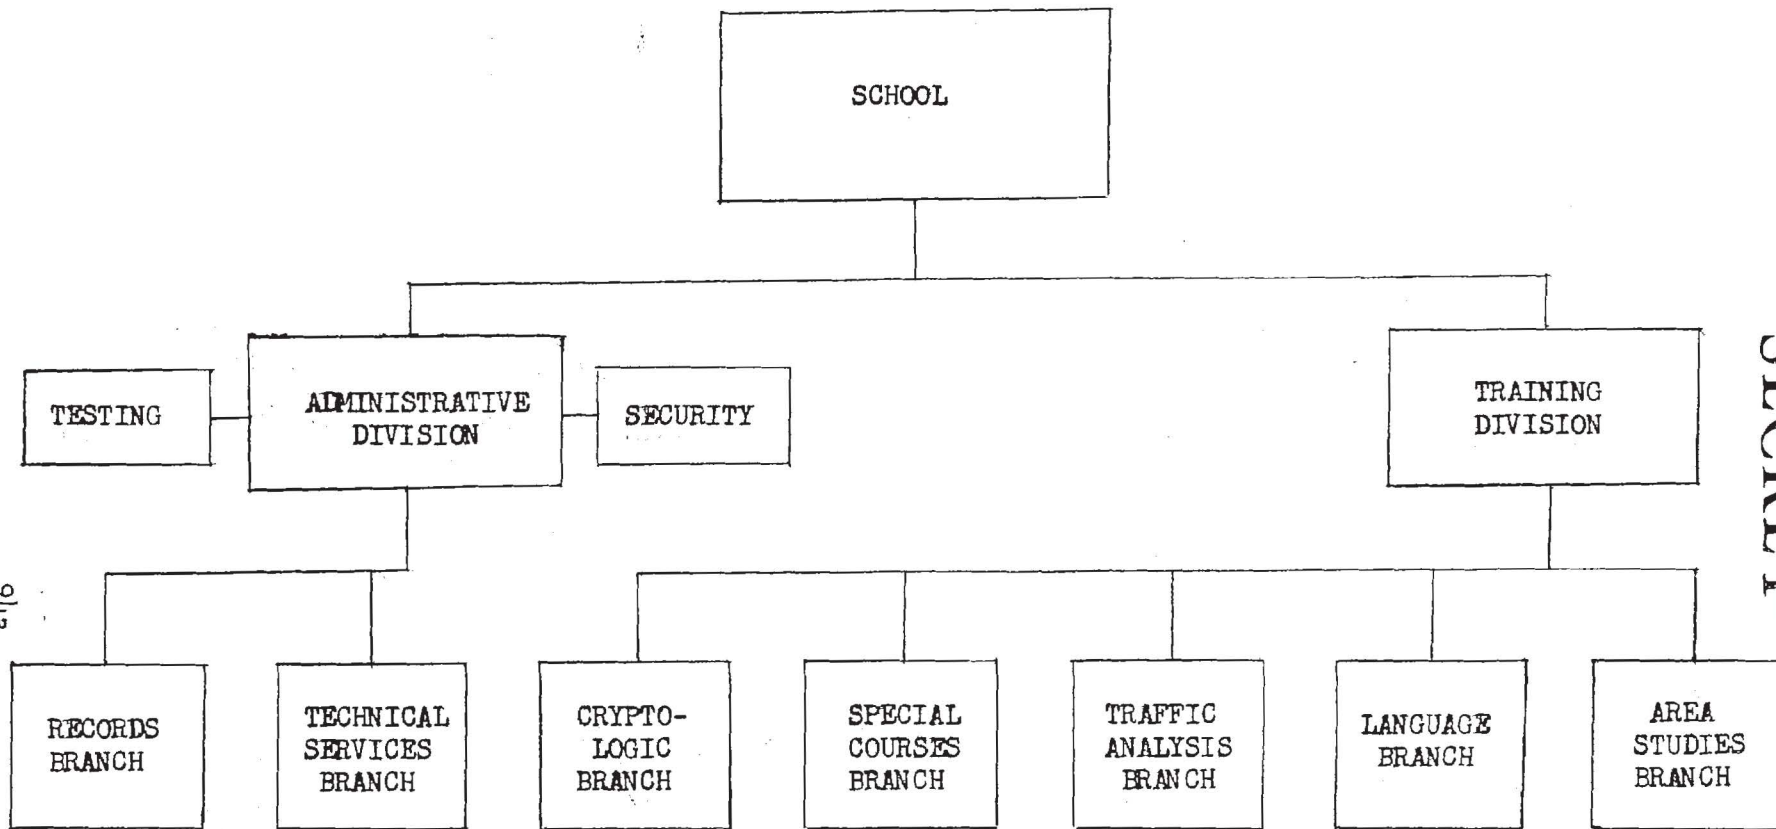 SCHOOL
TESTING
ADMINISTRATIVE
DIVISION
SECURITY
TRAINING
DIVISION
SECRET
RECORDS
BRANCH
TECHNICAL
SERVICES
BRANCH
CRYPTO-
LOGIC
BRANCH
SPECIAL
COURSES
BRANCH
TRAFFIC
ANALYSIS
BRANCH
LANGUAGE
BRANCH
AREA
STUDIES
BRANCH